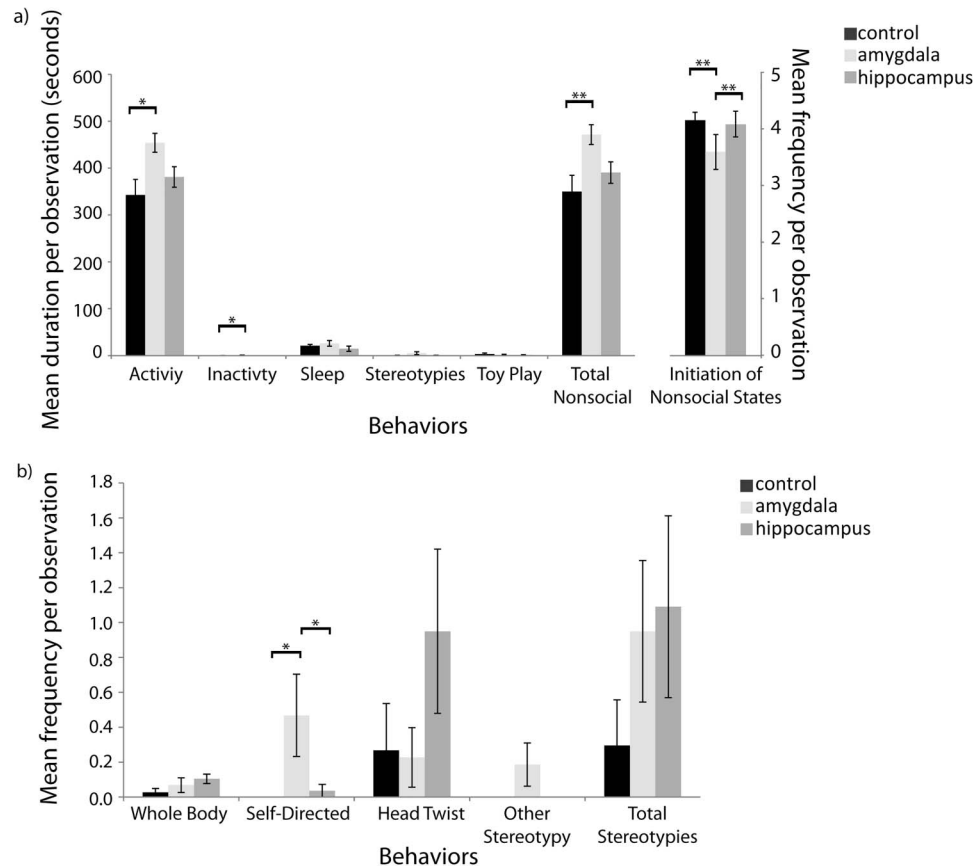 a)
control
amygdala
hippocampus
Mean duration per observation (seconds)
600
500
400
300
200
100
0
*
*
**
**
**
Mean frequency per observation
5
4
3
2
1
0
Activiy
Inactivty
Sleep
Stereotypies
Toy Play
Total
Nonsocial
Initiation of
Nonsocial States
Behaviors
b)
control
amygdala
hippocampus
Mean frequency per observation
1.8
1.6
1.4
1.2
1.0
0.8
0.6
0.4
0.2
0.0
*
*
Whole Body
Self-Directed
Head Twist
Other
Stereotypy
Total
Stereotypies
Behaviors